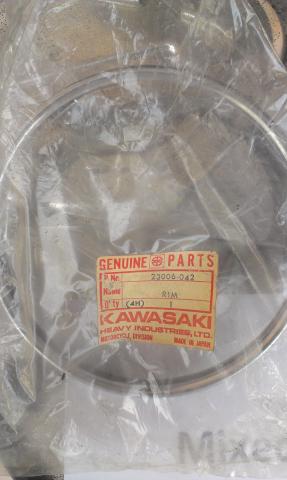 GENUINE PARTS
P. No. 23006-042
Name RIM
Q'ty (4H) 1
KAWASAKI
HEAVY INDUSTRIES, LTD.
MOTORCYCLE, DIVISION MADE IN JAPAN
Mixed